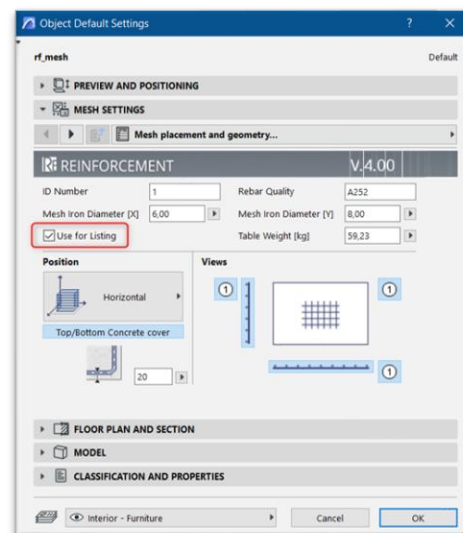 Object Default Settings ? ×
rf_mesh Default
PREVIEW AND POSITIONING
MESH SETTINGS
Mesh placement and geometry...
REINFORCEMENT V.4.00
ID Number 1 Rebar Quality A252
Mesh Iron Diameter [X] 6,00 Mesh Iron Diameter [Y] 8,00
Use for Listing Table Weight [kg] 59,23
Position Views
Horizontal 1 1
Top/Bottom Concrete cover
20 1
FLOOR PLAN AND SECTION
MODEL
CLASSIFICATION AND PROPERTIES
Interior - Furniture Cancel OK